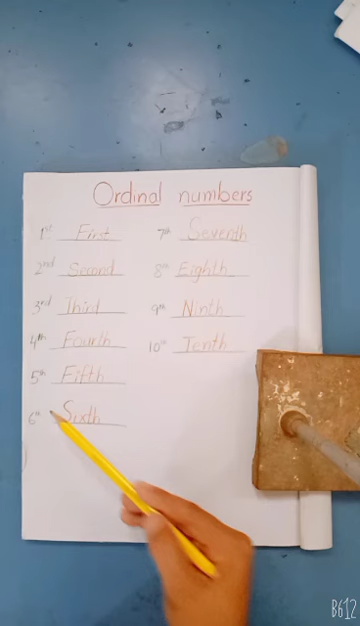 Ordinal numbers
1st First
2nd Second
3rd Third
4th Fourth
5th Fifth
6th Sixth
7th Seventh
8th Eighth
9th Ninth
10th Tenth
B612